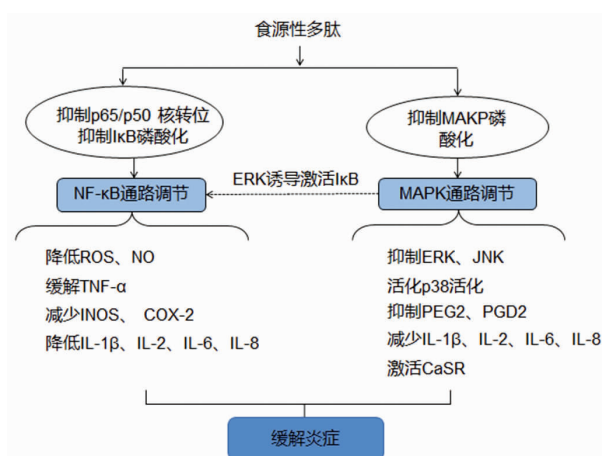 食源性多肽
抑制p65/p50 核转位
抑制IκB磷酸化
抑制MAKP磷
酸化
NF-κB通路调节
ERK诱导激活IκB
MAPK通路调节
降低ROS、NO
缓解TNF-α
减少INOS、 COX-2
降低IL-1β、IL-2、IL-6、IL-8
抑制ERK、JNK
活化p38活化
抑制PEG2、PGD2
减少IL-1β、IL-2、IL-6、IL-8
激活CaSR
缓解炎症